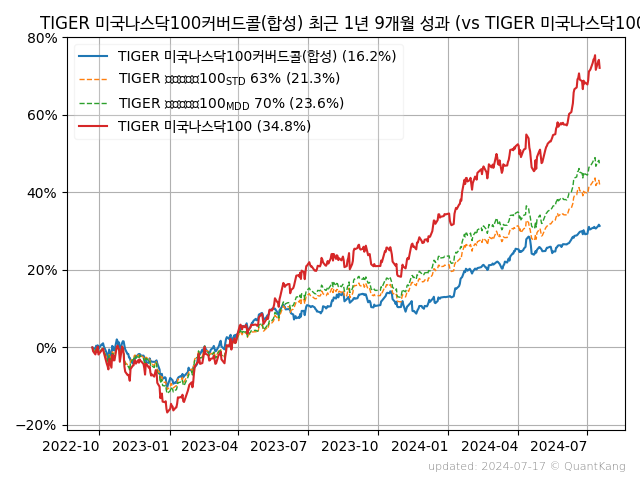 TIGER 미국나스닥100커버드콜(합성) 최근 1년 9개월 성과 (vs TIGER 미국나스닥100
80%
60%
40%
20%
0%
−20%
TIGER 미국나스닥100커버드콜(합성) (16.2%)
TIGER 100STD 63% (21.3%)
TIGER 100MDD 70% (23.6%)
TIGER 미국나스닥100 (34.8%)
2022-10 2023-01 2023-04 2023-07 2023-10 2024-01 2024-04 2024-07
updated: 2024-07-17 © QuantKang